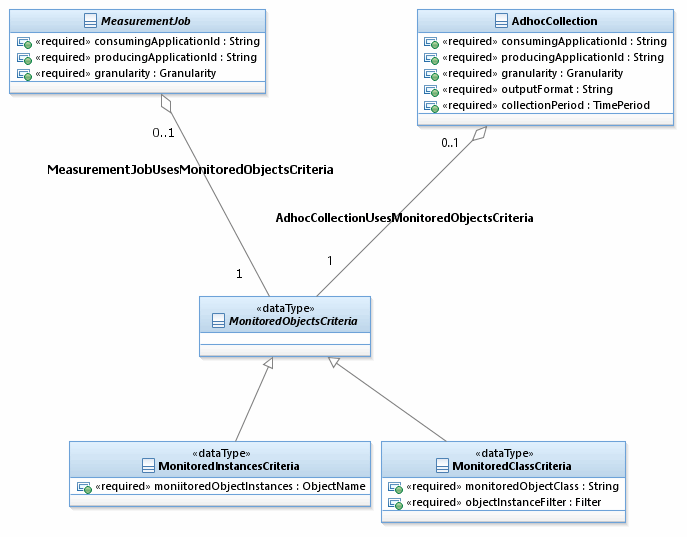 MeasurementJob
«required» consumingApplicationId : String
«required» producingApplicationId : String
«required» granularity : Granularity
AdhocCollection
«required» consumingApplicationId : String
«required» producingApplicationId : String
«required» granularity : Granularity
«required» outputFormat : String
«required» collectionPeriod : TimePeriod
0..1
0..1
MeasurementJobUsesMonitoredObjectsCriteria
AdhocCollectionUsesMonitoredObjectsCriteria
1
1
«dataType»
MonitoredObjectsCriteria
«dataType»
MonitoredInstancesCriteria
«required» moniitoredObjectInstances : ObjectName
«dataType»
MonitoredClassCriteria
«required» monitoredObjectClass : String
«required» objectInstanceFilter : Filter